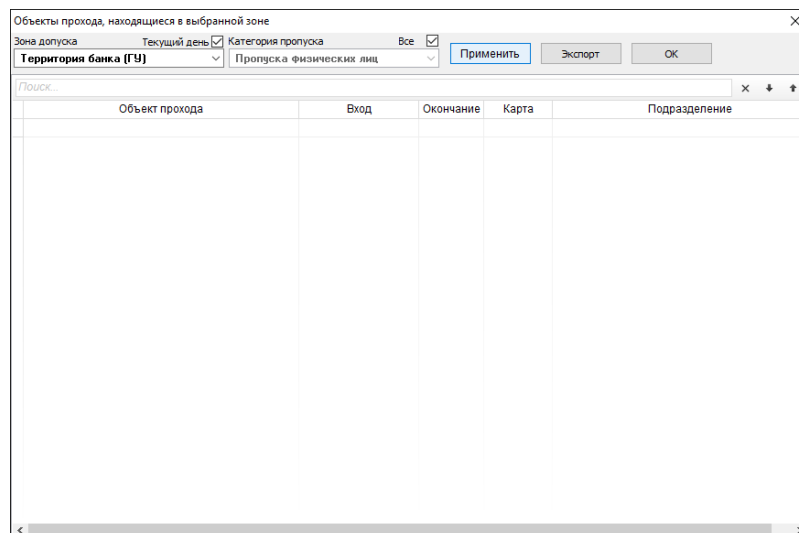 Объекты прохода, находящиеся в выбранной зоне
Зона допуска Текущий день Категория пропуска Все
Территория банка (ГУ) Пропуска физических лиц Применить Экспорт ОК
Поиск...
Объект прохода Вход Окончание Карта Подразделение